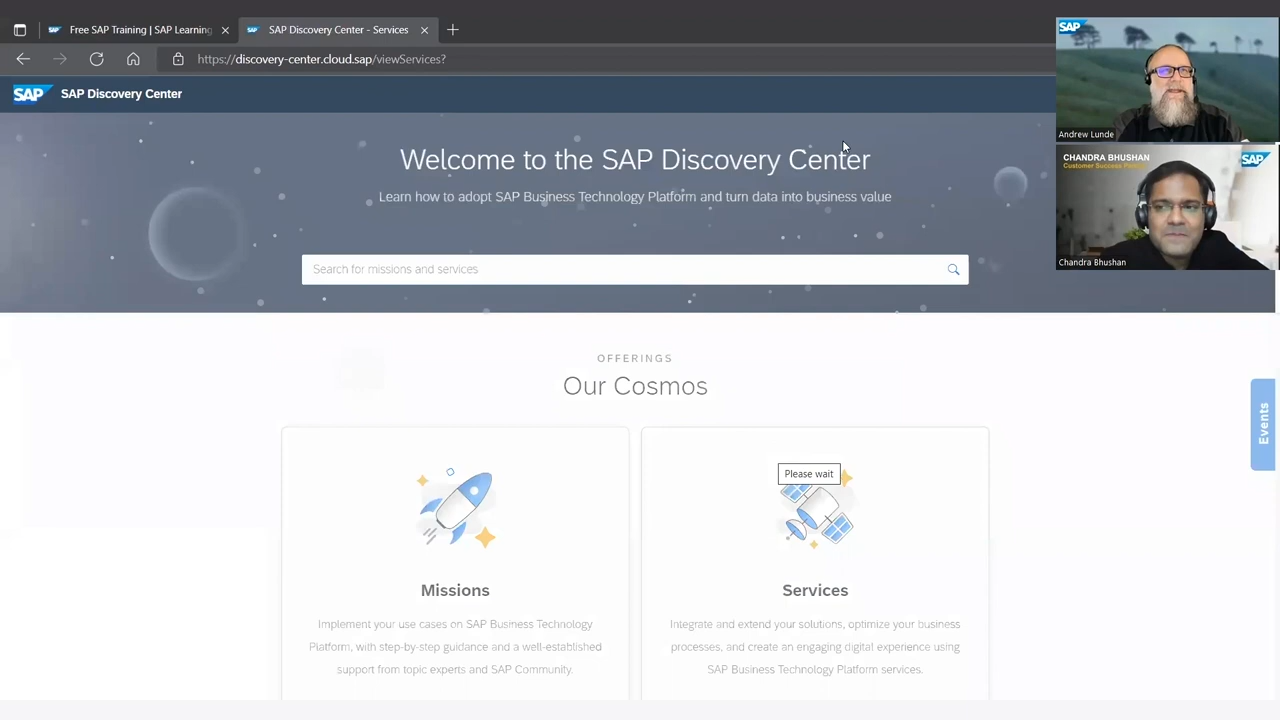 Free SAP Training | SAP Learning
SAP Discovery Center - Services
https://discovery-center.cloud.sap/viewServices?
SAP
SAP Discovery Center
SAP
Andrew Lunde
CHANDRA BHUSHAN
Customer Success
SAP
Chandra Bhushan
Welcome to the SAP Discovery Center
Learn how to adopt SAP Business Technology Platform and turn data into business value
Search for missions and services
OFFERINGS
Our Cosmos
Events
Please wait
Missions
Implement your use cases on SAP Business Technology
Platform, with step-by-step guidance and a well-established
support from topic experts and SAP Community.
Services
Integrate and extend your solutions, optimize your business
processes, and create an engaging digital experience using
SAP Business Technology Platform services.